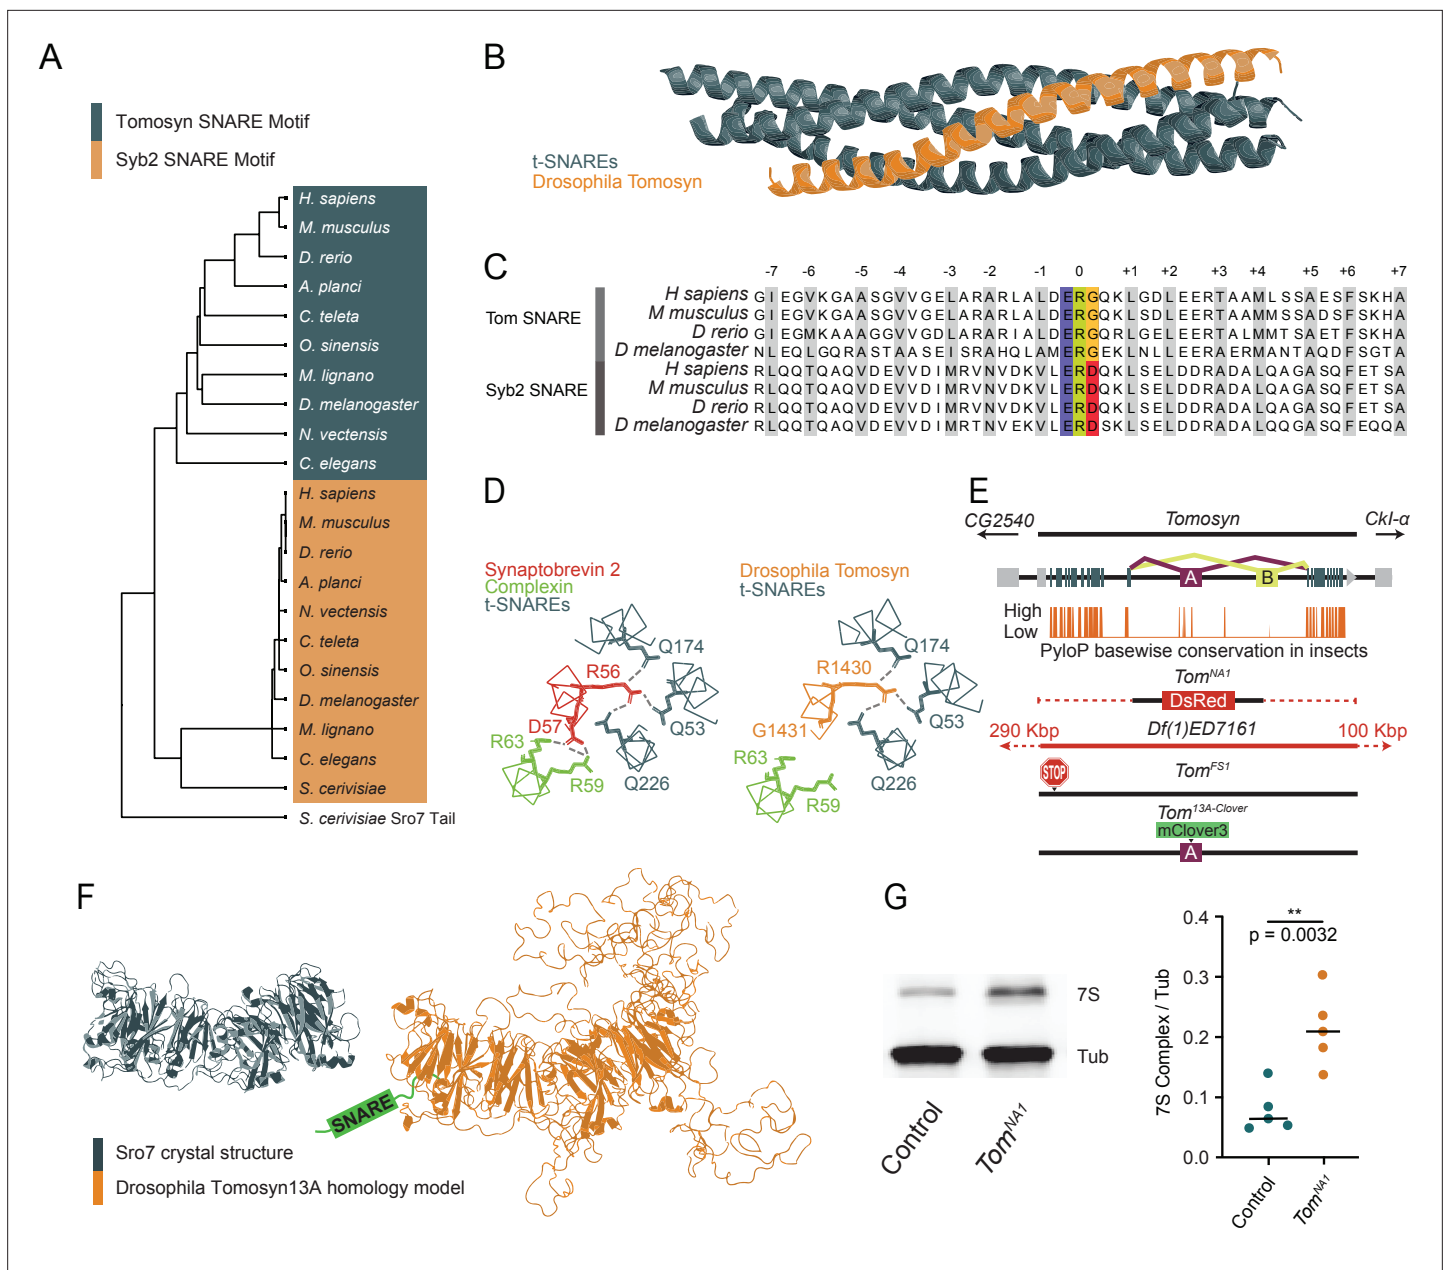 A
Tomosyn SNARE Motif
Syb2 SNARE Motif
H. sapiens
M. musculus
D. rerio
A. planci
C. teleta
O. sinensis
M. lignano
D. melanogaster
N. vectensis
C. elegans
H. sapiens
M. musculus
D. rerio
A. planci
N. vectensis
C. teleta
O. sinensis
D. melanogaster
M. lignano
C. elegans
S. cerivisiae
S. cerivisiae Sro7 Tail
B
t-SNAREs
Drosophila Tomosyn
C
-7 -6 -5 -4 -3 -2 -1 0 +1 +2 +3 +4 +5 +6 +7
Tom SNARE
H sapiens GIEGVKGAASGVVGELARARLALDERGQKLGDLEERTAAMLSSAESFSKHA
M musculus GIEGVKGAASGVVGELARARLALDERGQKLSDLEERTAAMMSSADSFSKHA
D rerio GIEGMKAAAGGVVGDLARARIALDERGQRLGELEERTALMMTSAETFSKHA
D melanogaster NLEQLGQRASTAASEISRAHQLAMERGEKLNLLEERAERMANTAQDFSGTA
Syb2 SNARE
H sapiens RLQQTQAQVDEVVDIMRVNVDKVLERDQKLSELDDRADALQAGASQFETSA
M musculus RLQQTQAQVDEVVDIMRVNVDKVLERDQKLSELDDRADALQAGASQFETSA
D rerio RLQQTQAQVDEVVDIMRVNVDKVLERDQKLSELDDRADALQAGASQFETSA
D melanogaster RLQQTQAQVDEVVDIMRTNVEKVLERDSKLSELDDRADALQQGASQFEQQA
D
Synaptobrevin 2
Complexin
t-SNAREs
Q174
R56
D57
Q53
R63
R59
Q226
Drosophila Tomosyn
t-SNAREs
Q174
R1430
G1431
Q53
R63
Q226
R59
E
CG2540 Tomosyn CkI-α
A B
High
Low
PyloP basewise conservation in insects
Tom^NA1
DsRed
290 Kbp Df(1)ED7161 100 Kbp
STOP Tom^FS1
Tom^13A-Clover
mClover3
A
F
SNARE
Sro7 crystal structure
Drosophila Tomosyn13A homology model
G
7S
Tub
Control
Tom^NA1
7S Complex / Tub
0.4
0.3
0.2
0.1
0.0
**
p = 0.0032
Control
Tom^NA1